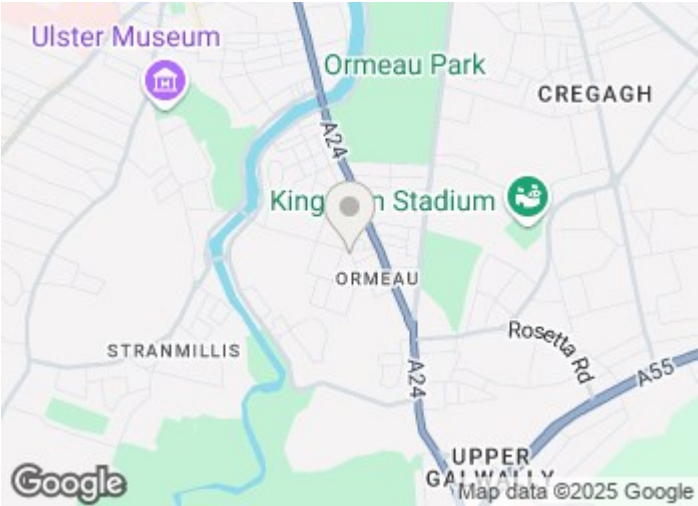 Ulster Museum
Ormeau Park
CREGAGH
A24
Stadium
ORMEAU
STRANMILLIS
Rosetta Rd
A24
A55
UPPER
GALWALLY
Google
Map data ©2025 Google